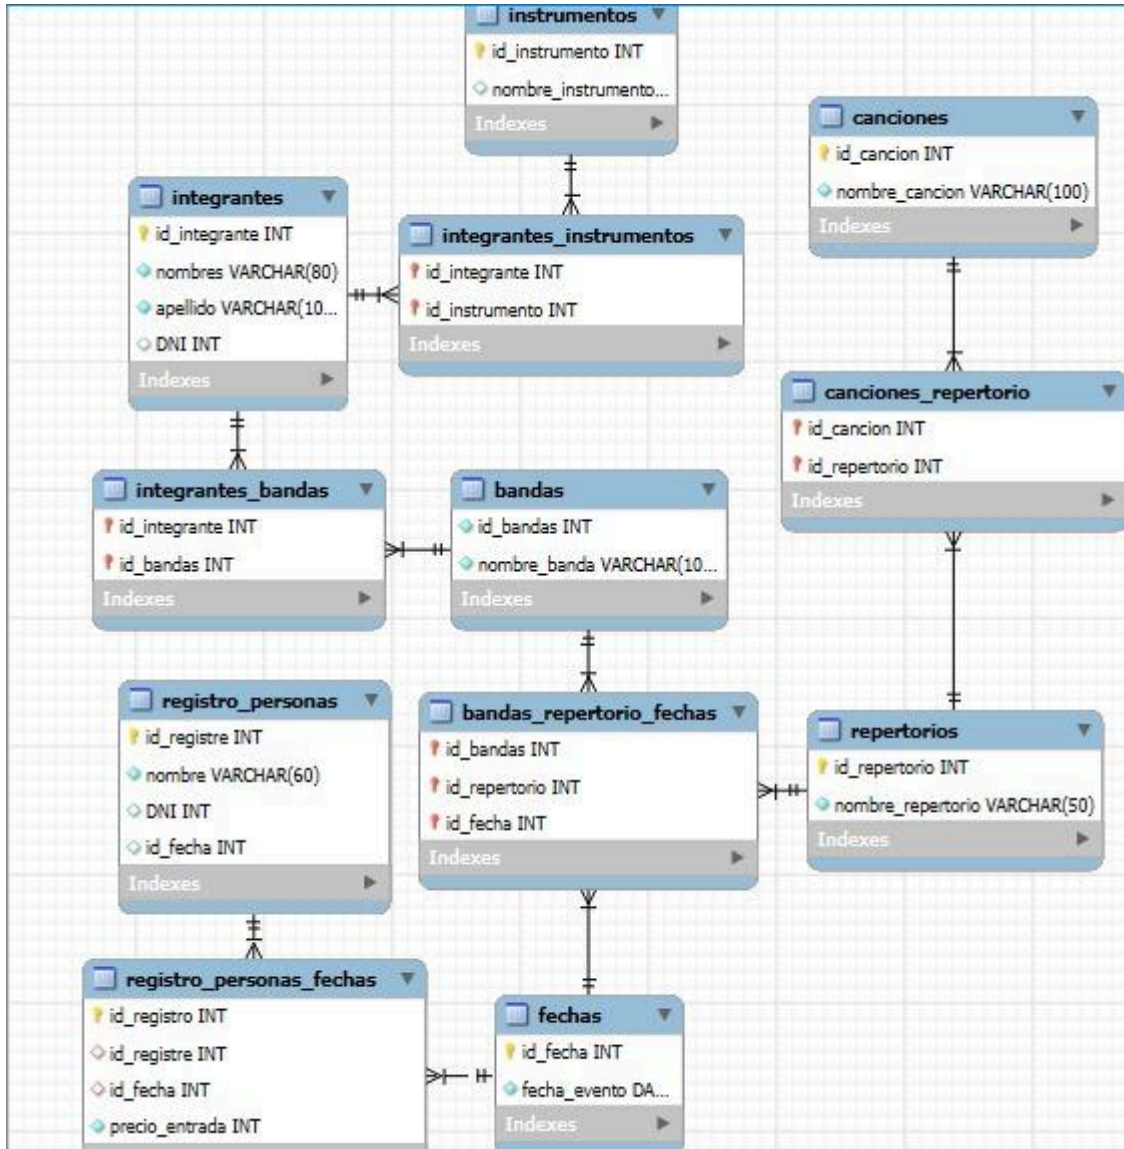 instrumentos
id_instrumento INT
nombre_instrumento...
Indexes
canciones
id_cancion INT
nombre_cancion VARCHAR(100)
Indexes
integrantes
id_integrante INT
nombres VARCHAR(80)
apellido VARCHAR(10...
DNI INT
Indexes
integrantes_instrumentos
id_integrante INT
id_instrumento INT
Indexes
canciones_repertorio
id_cancion INT
id_repertorio INT
Indexes
integrantes_bandas
id_integrante INT
id_bandas INT
Indexes
bandas
id_bandas INT
nombre_banda VARCHAR(10...
Indexes
registro_personas
id_registre INT
nombre VARCHAR(60)
DNI INT
id_fecha INT
Indexes
bandas_repertorio_fechas
id_bandas INT
id_repertorio INT
id_fecha INT
Indexes
repertorios
id_repertorio INT
nombre_repertorio VARCHAR(50)
Indexes
registro_personas_fechas
id_registro INT
id_registre INT
id_fecha INT
precio_entrada INT
fechas
id_fecha INT
fecha_evento DA...
Indexes